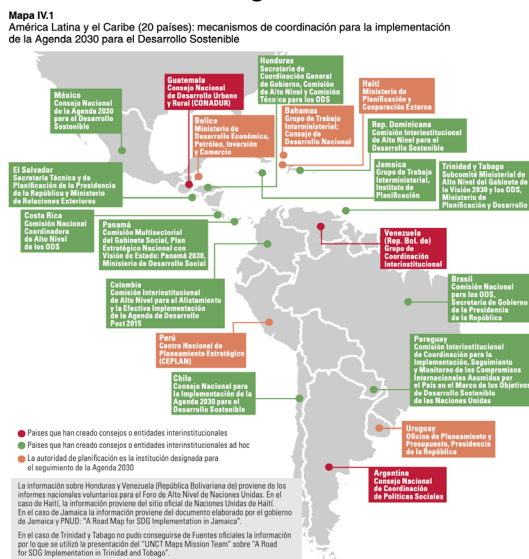 Mapa IV.1
América Latina y el Caribe (20 países): mecanismos de coordinación para la implementación
de la Agenda 2030 para el Desarrollo Sostenible
México
Consejo Nacional
de la Agenda 2030
para el Desarrollo
Sostenible
Guatemala
Consejo Nacional
de Desarrollo Urbano
y Rural (CONADUR)
Honduras
Secretaría de
Coordinación General
de Gobierno, Comisión
de Alto Nivel y Comisión
Técnica para los ODS
Haití
Ministerio de
Planificación y
Cooperación Externa
Belice
Ministerio de
Desarrollo Económico,
Petróleo, Inversión
y Comercio
Bahamas
Grupo de Trabajo
Interministerial;
Consejo de
Desarrollo Nacional
Rep. Dominicana
Comisión Interinstitucional
de Alto Nivel para el
Desarrollo Sostenible
El Salvador
Secretaría Técnica y de
Planificación de la Presidencia
de la República y Ministerio
de Relaciones Exteriores
Jamaica
Grupo de Trabajo
Interministerial,
Instituto de
Planificación
Trinidad y Tabago
Subcomité Ministerial de
Alto Nivel del Gabinete de
la Visión 2030 y los ODS,
Ministerio de
Planificación y Desarrollo
Costa Rica
Comisión Nacional
Coordinadora
de Alto Nivel
de los ODS
Panamá
Comisión Multisectorial
del Gabinete Social, Plan
Estratégico Nacional con
Visión de Estado: Panamá 2030,
Ministerio de Desarrollo Social
Venezuela
(Rep. Bol. de)
Grupo de
Coordinación
Interinstitucional
Colombia
Comisión Interinstitucional
de Alto Nivel para el Alistamiento
y la Efectiva Implementación
de la Agenda de Desarrollo
Post 2015
Brasil
Comisión Nacional
para los ODS,
Secretaría de Gobierno
de la Presidencia
de la República
Perú
Centro Nacional de
Planeamiento Estratégico
(CEPLAN)
Paraguay
Comisión Interinstitucional
de Coordinación para la
Implementación, Seguimiento
y Monitoreo de los Compromisos
Internacionales Asumidos por
el País en el Marco de los Objetivos
de Desarrollo Sostenible
de las Naciones Unidas
Chile
Consejo Nacional para
la Implementación de la
Agenda 2030 para el
Desarrollo Sostenible
Uruguay
Oficina de Planeamiento y
Presupuesto, Presidencia
de la República
Argentina
Consejo Nacional
de Coordinación
de Políticas Sociales
Países que han creado consejos o entidades interinstitucionales
Países que han creado consejos o entidades interinstitucionales ad hoc
La autoridad de planificación es la institución designada para
el seguimiento de la Agenda 2030
La información sobre Honduras y Venezuela (República Bolivariana de) proviene de los
informes nacionales voluntarios para el Foro de Alto Nivel de Naciones Unidas. En el
caso de Haití, la información proviene del sitio oficial de Naciones Unidas de Haití.
En el caso de Jamaica la información proviene del documento elaborado por el gobierno
de Jamaica y PNUD: "A Road Map for SDG Implementation in Jamaica".
En el caso de Trinidad y Tabago no pudo conseguirse de Fuentes oficiales la información
por lo que se utilizó la presentación del "UNCT Maps Mission Team" sobre "A Road
for SDG Implementation in Trinidad and Tobago".